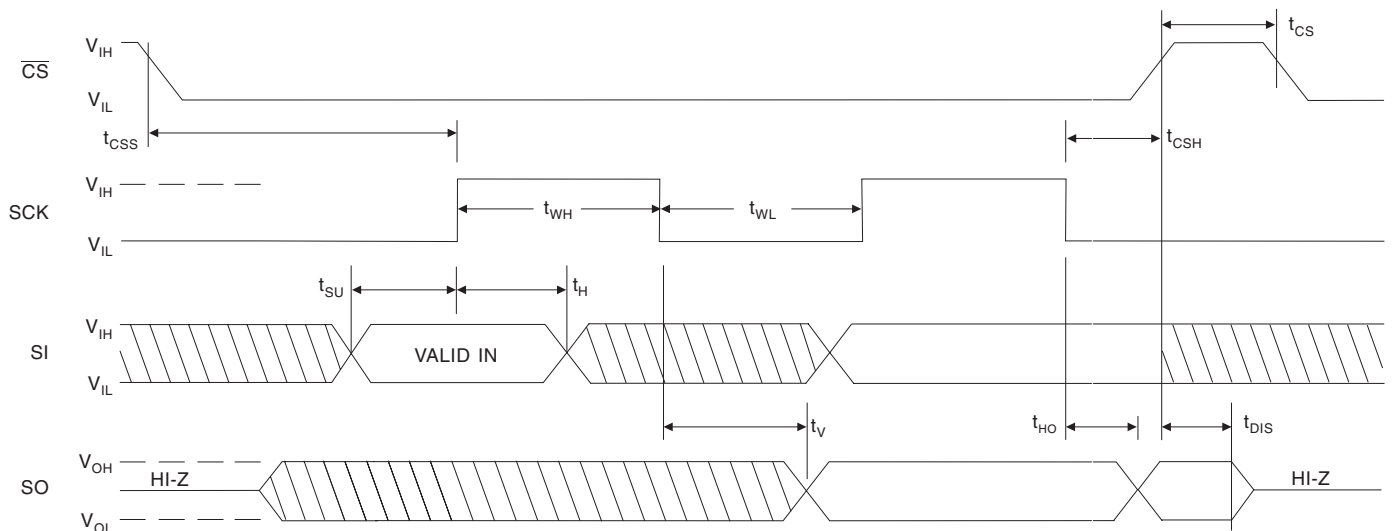 V_IH
t_CS
C̅S̅
V_IL
t_CSS
t_CSH
V_IH
SCK
t_WH
t_WL
V_IL
t_SU
t_H
V_IH
SI
VALID IN
V_IL
t_V
t_HO
t_DIS
V_OH
HI-Z
HI-Z
SO
V_OL